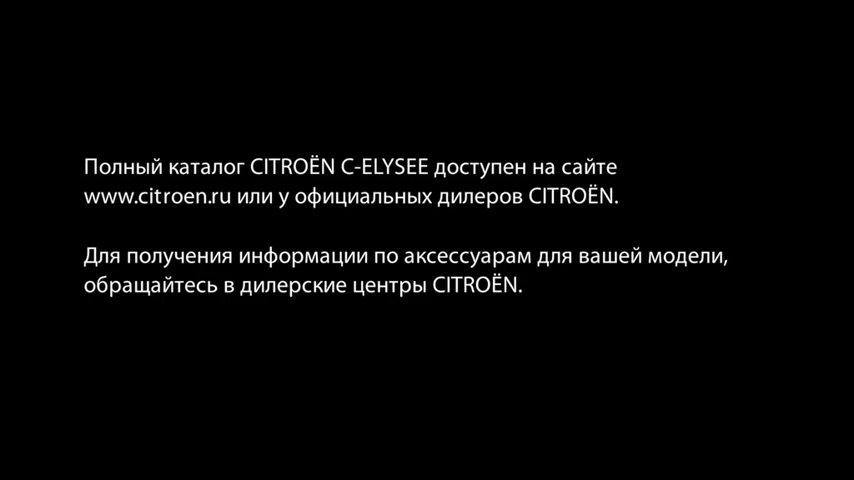 Полный каталог CITROËN C-ELYSEE доступен на сайте
www.citroen.ru или у официальных дилеров CITROËN.
Для получения информации по аксессуарам для вашей модели,
обращайтесь в дилерские центры CITROËN.